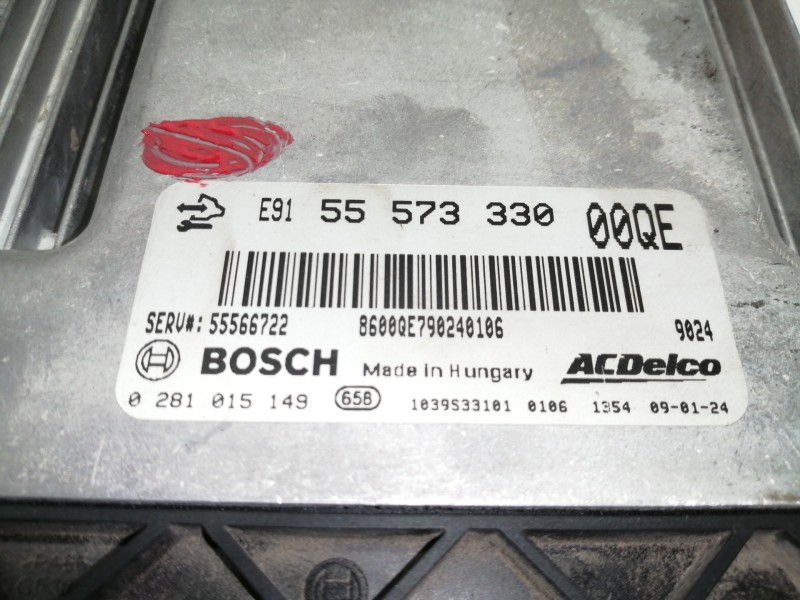 E91 55 573 330 00QE
SERV#: 55566722 8600QE790240106 9024
BOSCH Made in Hungary ACDelco
0 281 015 149 658 1039S33101 0106 1354 09-01-24